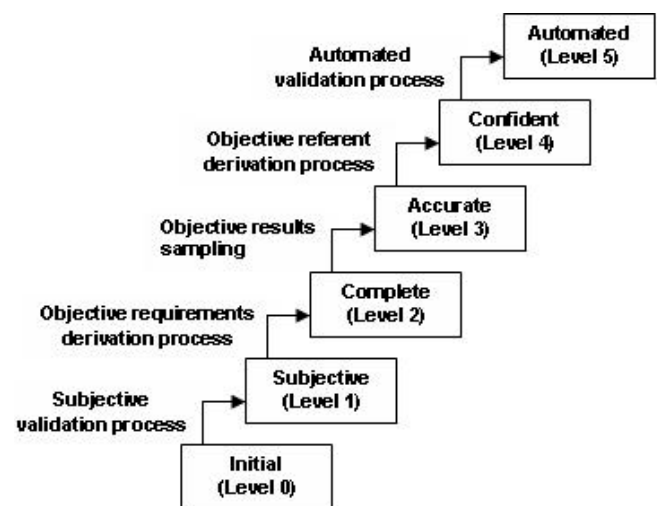 Automated
(Level 5)
Automated
validation process
Confident
(Level 4)
Objective referent
derivation process
Accurate
(Level 3)
Objective results
sampling
Complete
(Level 2)
Objective requirements
derivation process
Subjective
(Level 1)
Subjective
validation process
Initial
(Level 0)